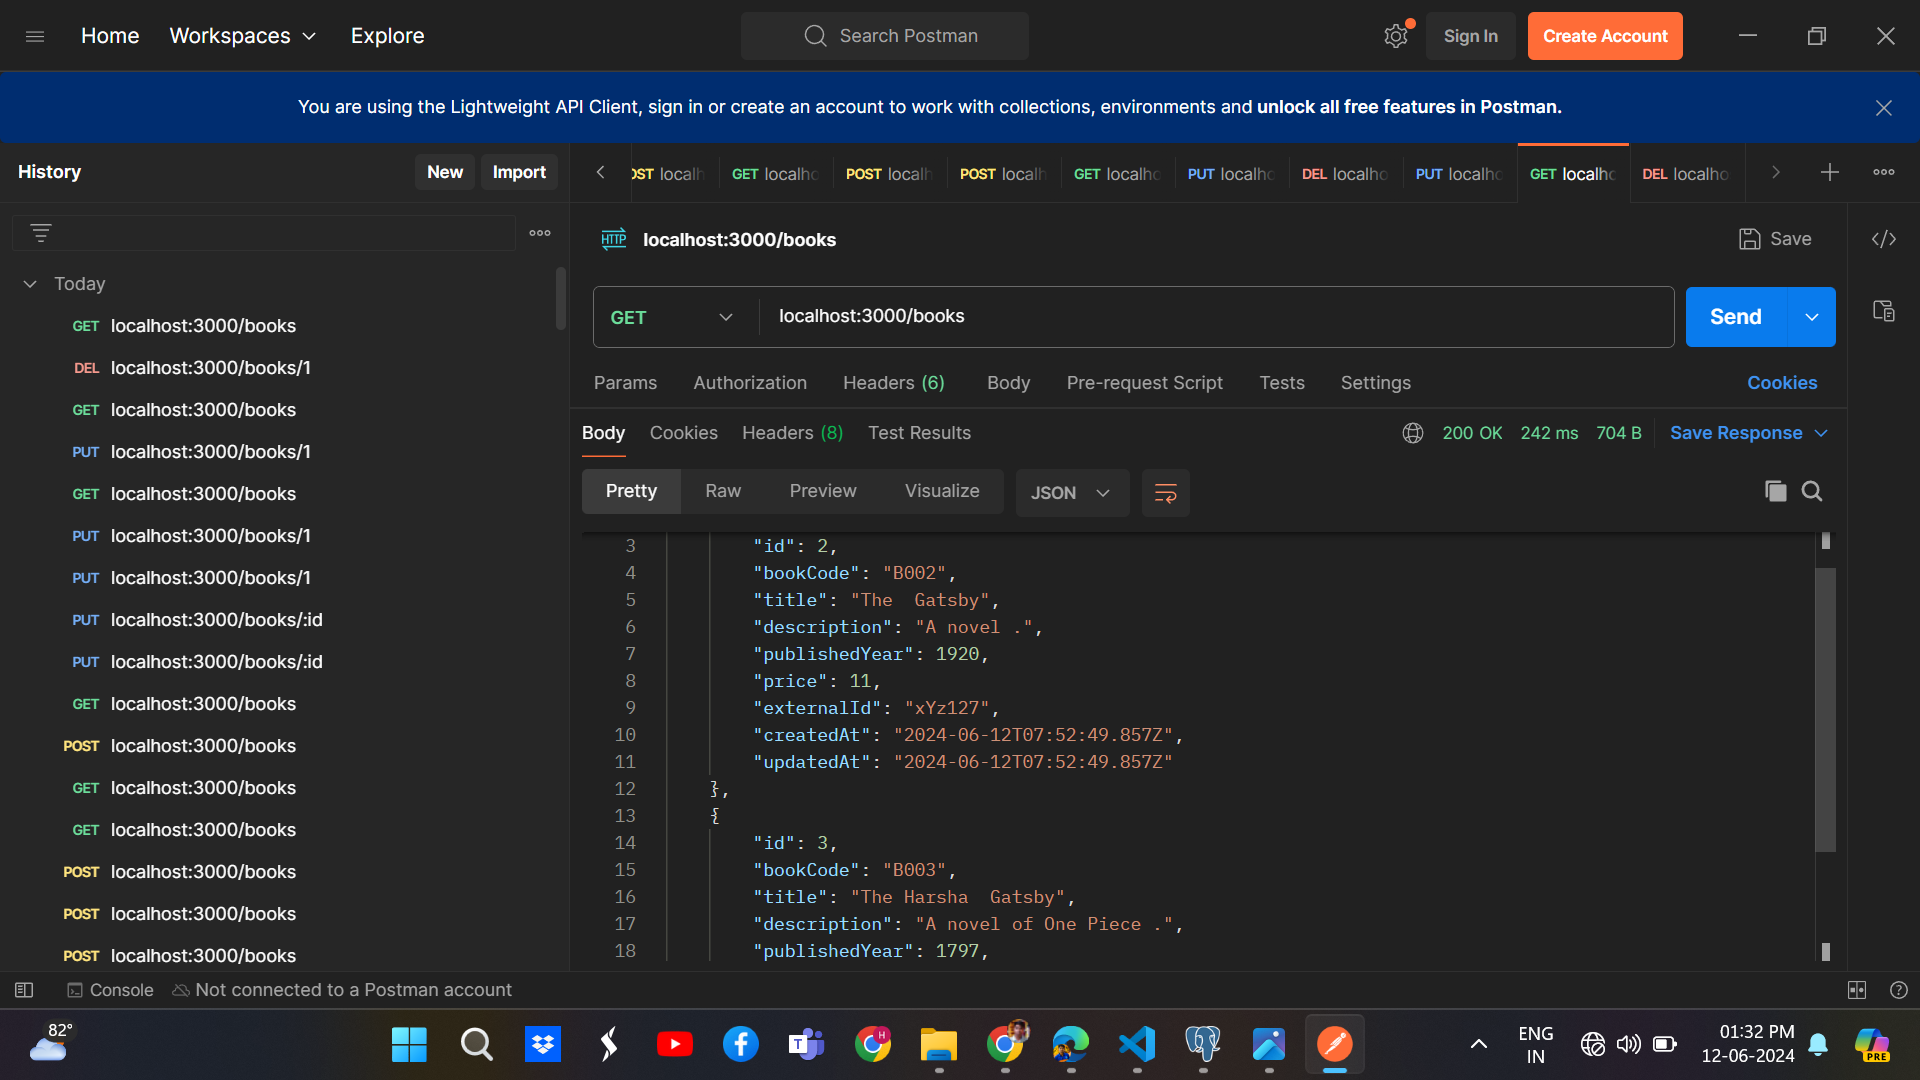 Home Workspaces Explore
Search Postman
Sign In Create Account
You are using the Lightweight API Client, sign in or create an account to work with collections, environments and unlock all free features in Postman.
History New Import
OST localh GET localho POST localh POST localh GET localho PUT localho DEL localho PUT localho GET localho DEL localho
Today
GET localhost:3000/books
DEL localhost:3000/books/1
GET localhost:3000/books
PUT localhost:3000/books/1
GET localhost:3000/books
PUT localhost:3000/books/1
PUT localhost:3000/books/1
PUT localhost:3000/books/:id
PUT localhost:3000/books/:id
GET localhost:3000/books
POST localhost:3000/books
GET localhost:3000/books
GET localhost:3000/books
POST localhost:3000/books
POST localhost:3000/books
POST localhost:3000/books
HTTP localhost:3000/books Save
GET localhost:3000/books Send
Params Authorization Headers (6) Body Pre-request Script Tests Settings Cookies
Body Cookies Headers (8) Test Results 200 OK 242 ms 704 B Save Response
Pretty Raw Preview Visualize JSON
3 "id": 2,
4 "bookCode": "B002",
5 "title": "The  Gatsby",
6 "description": "A novel .",
7 "publishedYear": 1920,
8 "price": 11,
9 "externalId": "xYz127",
10 "createdAt": "2024-06-12T07:52:49.857Z",
11 "updatedAt": "2024-06-12T07:52:49.857Z"
12 },
13 {
14 "id": 3,
15 "bookCode": "B003",
16 "title": "The Harsha  Gatsby",
17 "description": "A novel of One Piece .",
18 "publishedYear": 1797,
Console Not connected to a Postman account
82°
H
T
ENG
IN
01:32 PM
12-06-2024
PRE